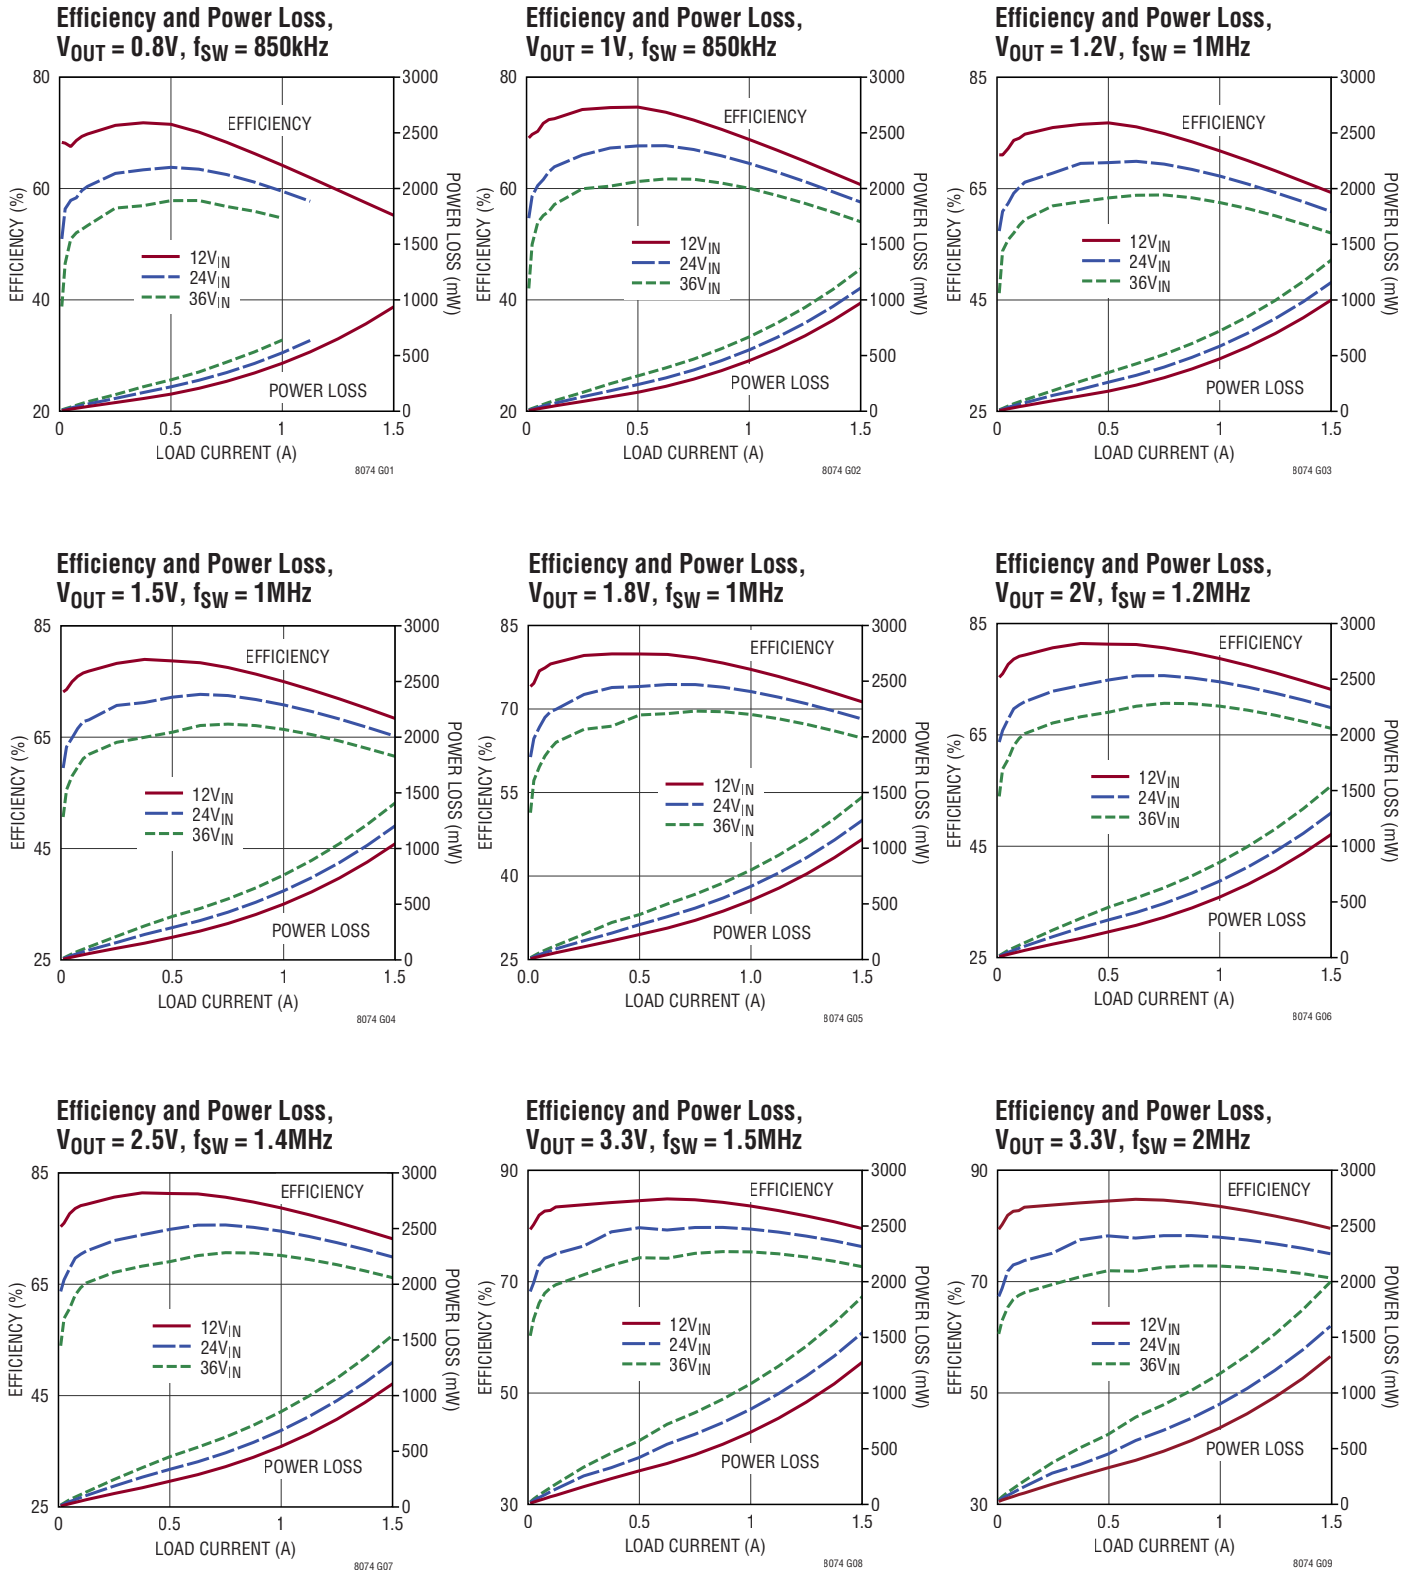 Efficiency and Power Loss,
VOUT = 0.8V, fSW = 850kHz
80
60
40
20
EFFICIENCY (%)
3000
2500
2000
1500
1000
500
0
POWER LOSS (mW)
EFFICIENCY
12VIN
24VIN
36VIN
POWER LOSS
0
0.5
1
1.5
LOAD CURRENT (A)
8074 G01
Efficiency and Power Loss,
VOUT = 1V, fSW = 850kHz
80
60
40
20
EFFICIENCY (%)
3000
2500
2000
1500
1000
500
0
POWER LOSS (mW)
EFFICIENCY
12VIN
24VIN
36VIN
POWER LOSS
0
0.5
1
1.5
LOAD CURRENT (A)
8074 G02
Efficiency and Power Loss,
VOUT = 1.2V, fSW = 1MHz
85
65
45
25
EFFICIENCY (%)
3000
2500
2000
1500
1000
500
0
POWER LOSS (mW)
EFFICIENCY
12VIN
24VIN
36VIN
POWER LOSS
0
0.5
1
1.5
LOAD CURRENT (A)
8074 G03
Efficiency and Power Loss,
VOUT = 1.5V, fSW = 1MHz
85
65
45
25
EFFICIENCY (%)
3000
2500
2000
1500
1000
500
0
POWER LOSS (mW)
EFFICIENCY
12VIN
24VIN
36VIN
POWER LOSS
0
0.5
1
1.5
LOAD CURRENT (A)
8074 G04
Efficiency and Power Loss,
VOUT = 1.8V, fSW = 1MHz
85
70
55
40
25
EFFICIENCY (%)
3000
2500
2000
1500
1000
500
0
POWER LOSS (mW)
EFFICIENCY
12VIN
24VIN
36VIN
POWER LOSS
0.0
0.5
1.0
1.5
LOAD CURRENT (A)
8074 G05
Efficiency and Power Loss,
VOUT = 2V, fSW = 1.2MHz
85
65
45
25
EFFICIENCY (%)
3000
2500
2000
1500
1000
500
0
POWER LOSS (mW)
EFFICIENCY
12VIN
24VIN
36VIN
POWER LOSS
0
0.5
1
1.5
LOAD CURRENT (A)
8074 G06
Efficiency and Power Loss,
VOUT = 2.5V, fSW = 1.4MHz
85
65
45
25
EFFICIENCY (%)
3000
2500
2000
1500
1000
500
0
POWER LOSS (mW)
EFFICIENCY
12VIN
24VIN
36VIN
POWER LOSS
0
0.5
1
1.5
LOAD CURRENT (A)
8074 G07
Efficiency and Power Loss,
VOUT = 3.3V, fSW = 1.5MHz
90
70
50
30
EFFICIENCY (%)
3000
2500
2000
1500
1000
500
0
POWER LOSS (mW)
EFFICIENCY
12VIN
24VIN
36VIN
POWER LOSS
0
0.5
1
1.5
LOAD CURRENT (A)
8074 G08
Efficiency and Power Loss,
VOUT = 3.3V, fSW = 2MHz
90
70
50
30
EFFICIENCY (%)
3000
2500
2000
1500
1000
500
0
POWER LOSS (mW)
EFFICIENCY
12VIN
24VIN
36VIN
POWER LOSS
0
0.5
1
1.5
LOAD CURRENT (A)
8074 G09